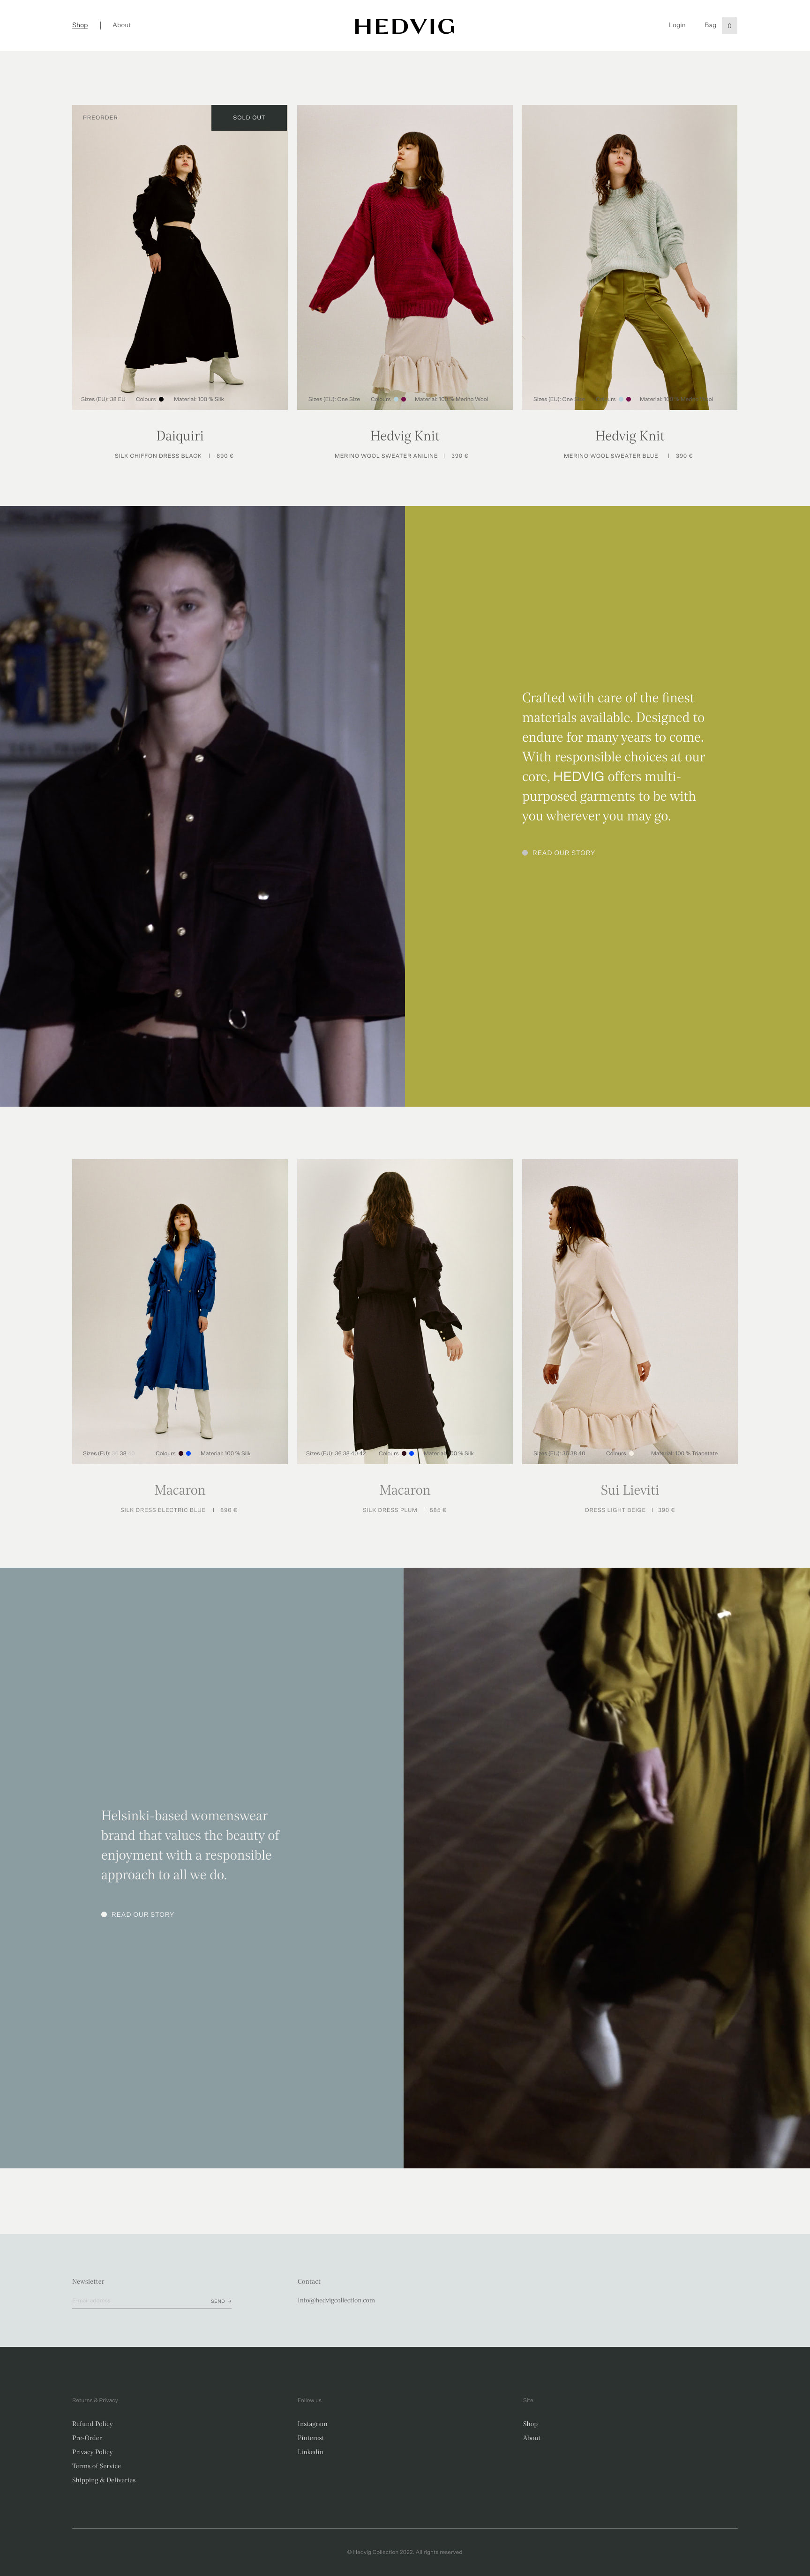 Shop | About
HEDVIG
Login Bag 0
PREORDER
SOLD OUT
Sizes (EU): 38 EU Colours Material: 100 % Silk
Sizes (EU): One Size Colours Material: 100 % Merino Wool
Sizes (EU): One Material:
Daiquiri
SILK CHIFFON DRESS BLACK | 890 €
Hedvig Knit
MERINO WOOL SWEATER ANILINE | 390 €
Hedvig Knit
MERINO WOOL SWEATER BLUE | 390 €
Crafted with care of the finest
materials available. Designed to
endure for many years to come.
With responsible choices at our
core, HEDVIG offers multi-
purposed garments to be with
you wherever you may go.
READ OUR STORY
Sizes (EU): 38 Colours Material: 100 % Silk
Sizes (EU): 36 38 40 42 Colours Material: 100 % Silk
Sizes (EU): 36 38 40 Colours Material: 100 % Triacetate
Macaron
SILK DRESS ELECTRIC BLUE | 890 €
Macaron
SILK DRESS PLUM | 585 €
Sui Lieviti
DRESS LIGHT BEIGE | 390 €
Helsinki-based womenswear
brand that values the beauty of
enjoyment with a responsible
approach to all we do.
READ OUR STORY
Newsletter
E-mail address
SEND →
Contact
Info@hedvigcollection.com
Returns & Privacy
Refund Policy
Pre-Order
Privacy Policy
Terms of Service
Shipping & Deliveries
Follow us
Instagram
Pinterest
Linkedin
Site
Shop
About
© Hedvig Collection 2022. All rights reserved